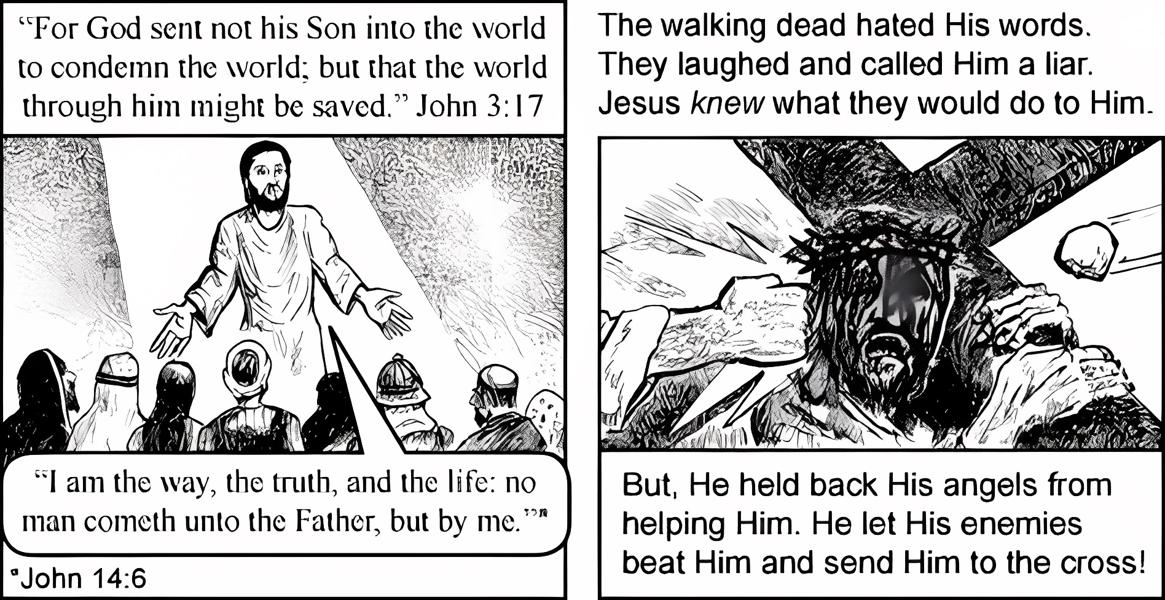 “For God sent not his Son into the world
to condemn the world; but that the world
through him might be saved.” John 3:17
“I am the way, the truth, and the life: no
man cometh unto the Father, but by me.”*
*John 14:6
The walking dead hated His words.
They laughed and called Him a liar.
Jesus knew what they would do to Him.
But, He held back His angels from
helping Him. He let His enemies
beat Him and send Him to the cross!